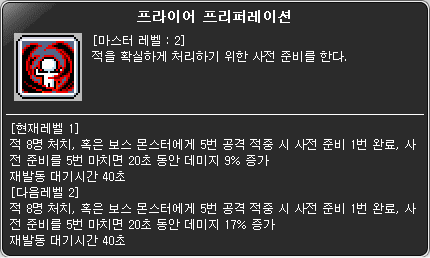 프라이어 프리퍼레이션
[마스터 레벨 : 2]
적을 확실하게 처리하기 위한 사전 준비를 한다.
[현재레벨 1]
적 8명 처치, 혹은 보스 몬스터에게 5번 공격 적중 시 사전 준비 1번 완료, 사
전 준비를 5번 마치면 20초 동안 데미지 9% 증가
재발동 대기시간 40초
[다음레벨 2]
적 8명 처치, 혹은 보스 몬스터에게 5번 공격 적중 시 사전 준비 1번 완료, 사
전 준비를 5번 마치면 20초 동안 데미지 17% 증가
재발동 대기시간 40초